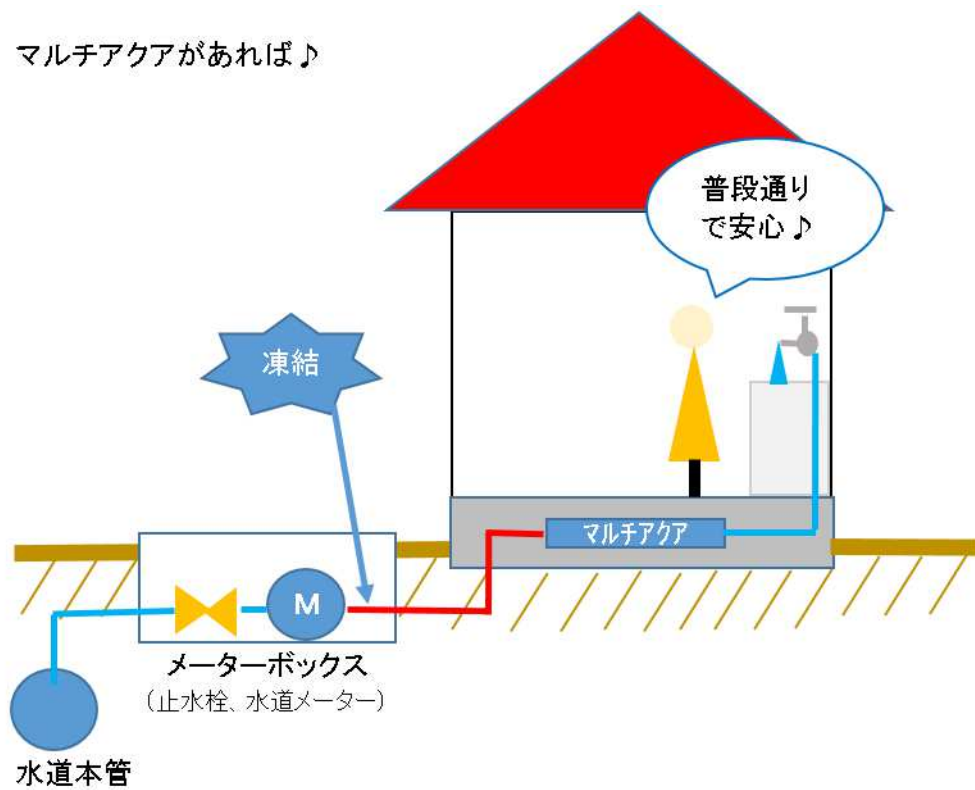 マルチアクアがあれば♪
普段通り
で安心♪
凍結
マルチアクア
M
メーターボックス
（止水栓、水道メーター）
水道本管